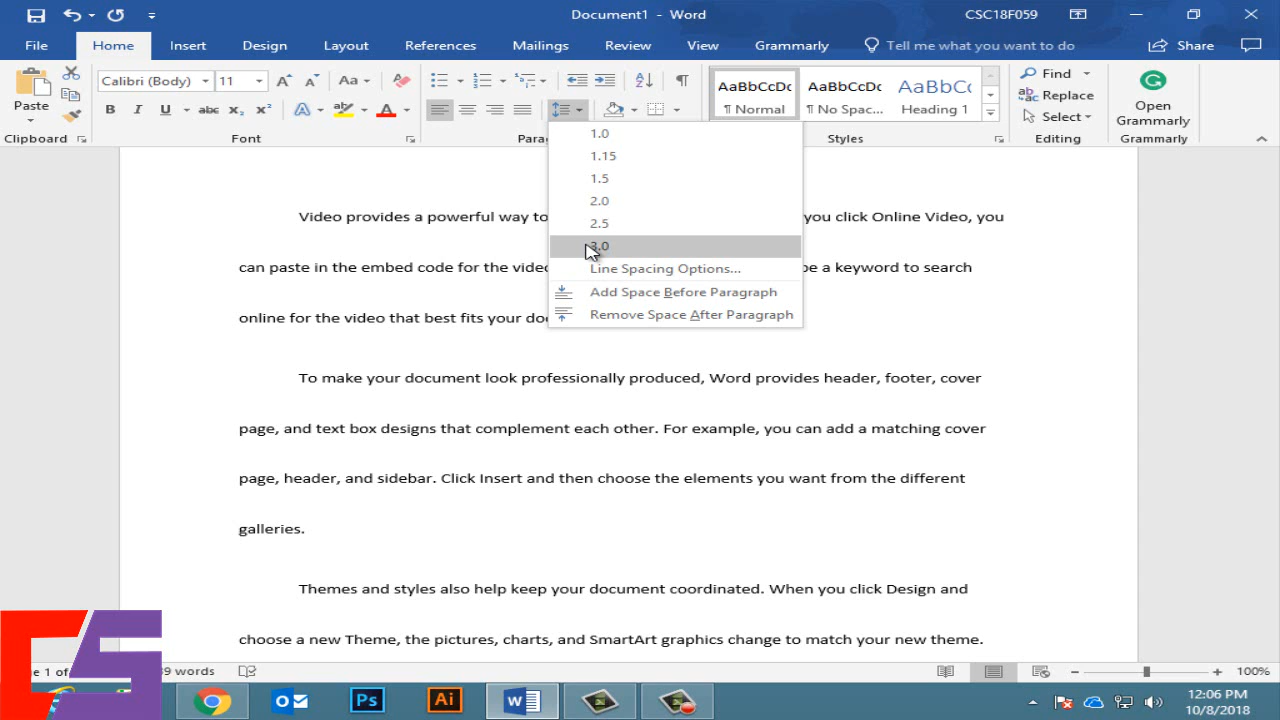 Document1 - Word
CSC18F059
File Home Insert Design Layout References Mailings Review View Grammarly Tell me what you want to do Share
Paste
Clipboard
Calibri (Body) 11
Aa
B I U abc x₂ x²
A A
Font
AaBbCcDc AaBbCcDc AaBbCc
¶ Normal ¶ No Spac... Heading 1
Styles
Find
Replace
Select
Editing
Open
Grammarly
Grammarly
1.0
1.15
1.5
2.0
2.5
3.0
Line Spacing Options...
Add Space Before Paragraph
Remove Space After Paragraph
Video provides a powerful way to you click Online Video, you
can paste in the embed code for the be a keyword to search
online for the video that best fits your
To make your document look professionally produced, Word provides header, footer, cover
page, and text box designs that complement each other. For example, you can add a matching cover
page, header, and sidebar. Click Insert and then choose the elements you want from the different
galleries.
Themes and styles also help keep your document coordinated. When you click Design and
choose a new Theme, the pictures, charts, and SmartArt graphics change to match your new theme.
1 of words
100%
CS
Ps Ai W
12:06 PM
10/8/2018